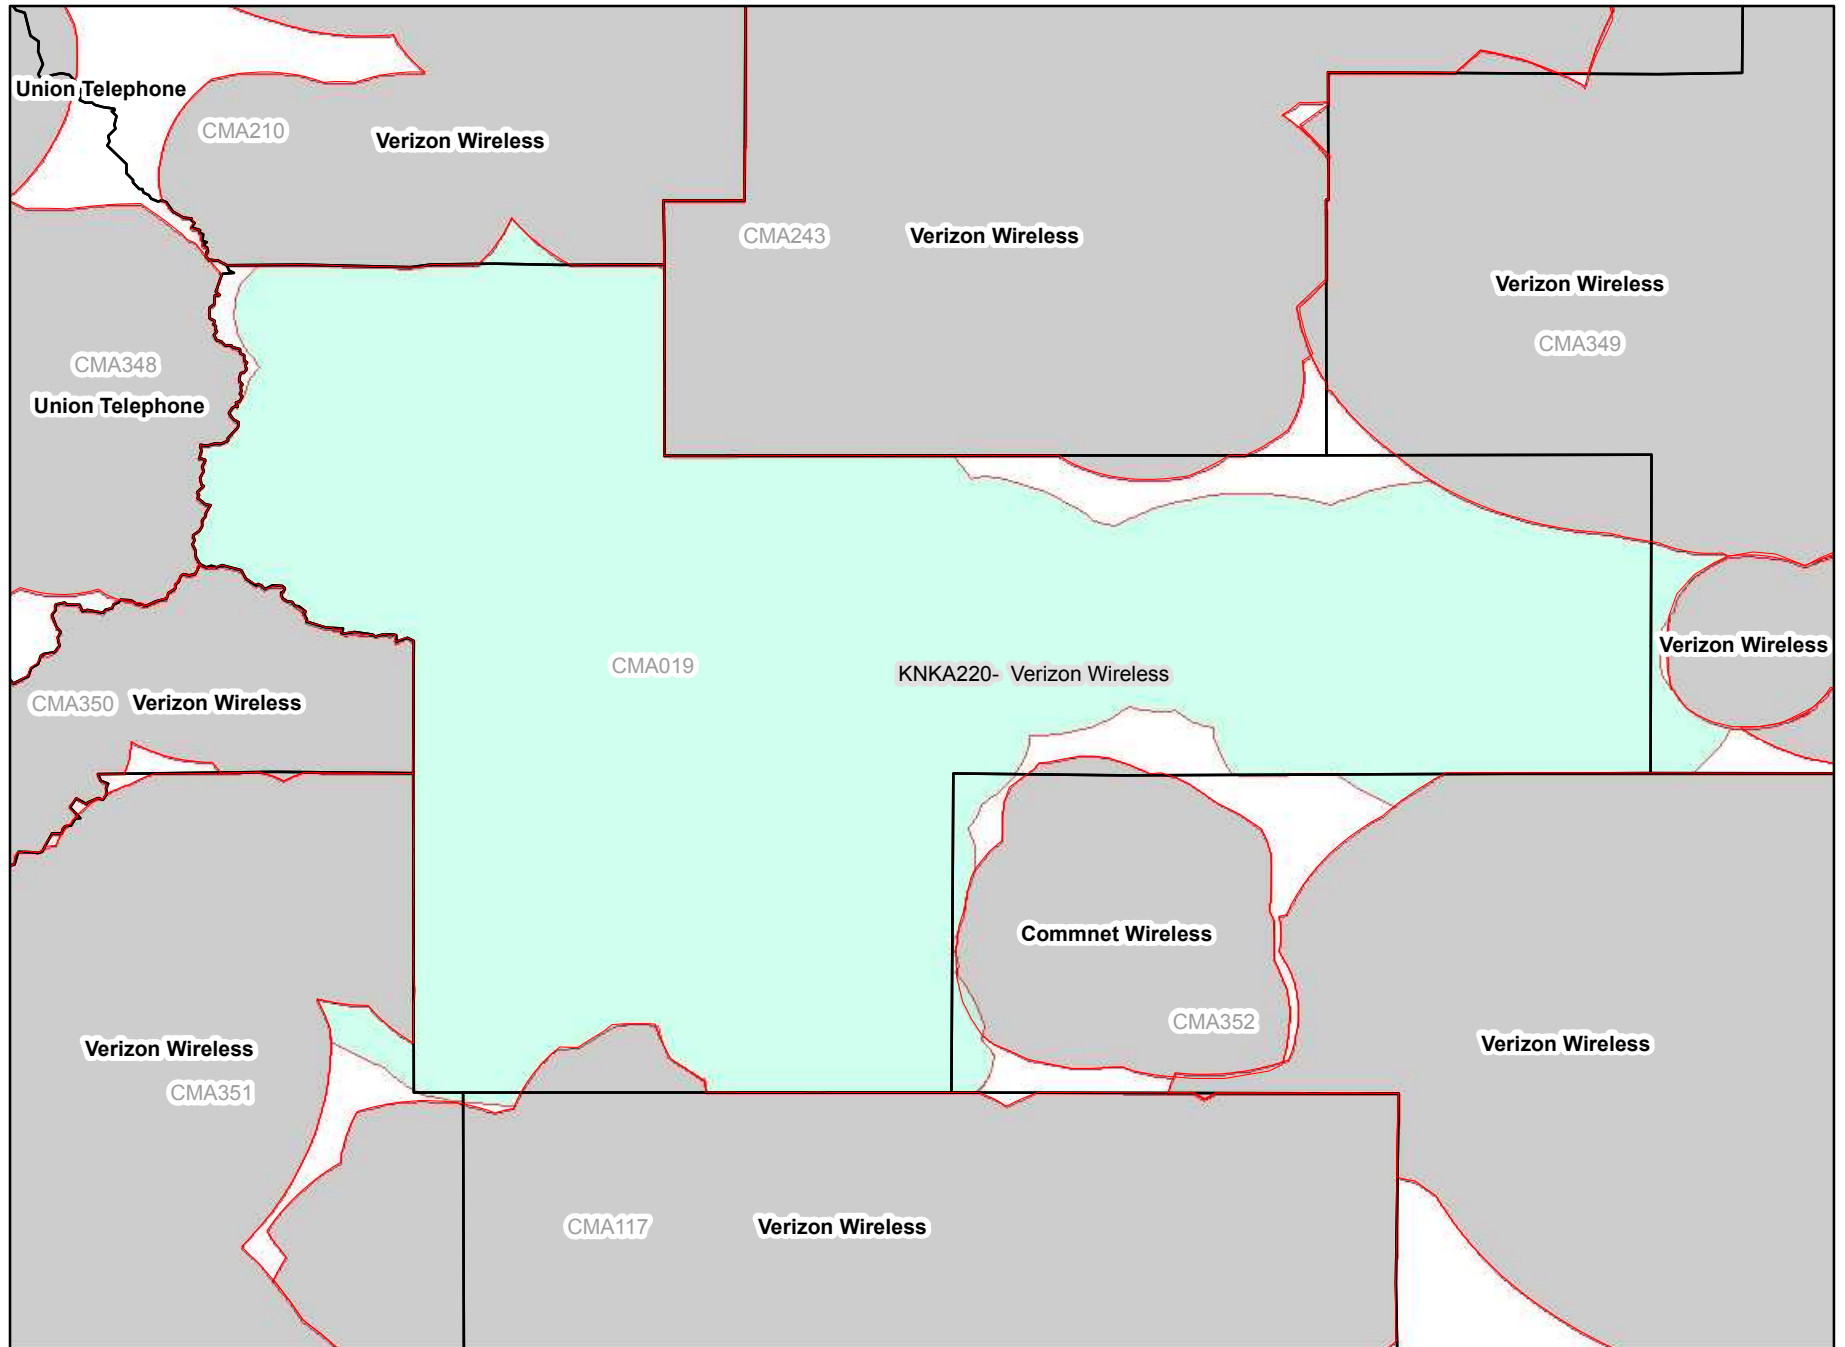 Union Telephone
CMA210
Verizon Wireless
CMA243
Verizon Wireless
Verizon Wireless
CMA349
CMA348
Union Telephone
CMA019
KNKA220- Verizon Wireless
Verizon Wireless
CMA350 Verizon Wireless
Commnet Wireless
CMA352
Verizon Wireless
Verizon Wireless
CMA351
CMA117
Verizon Wireless